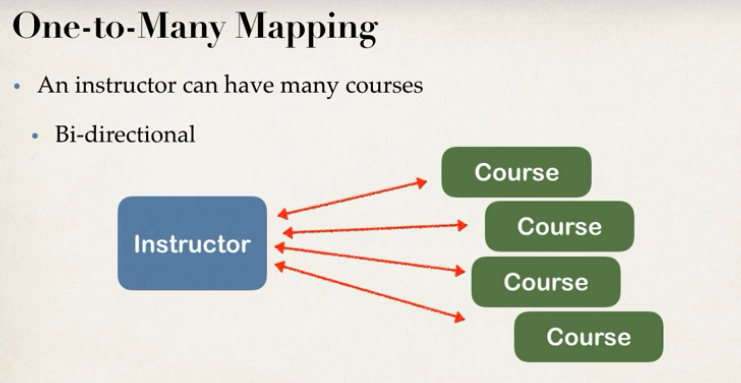 One-to-Many Mapping
• An instructor can have many courses
• Bi-directional
Course
Course
Instructor
Course
Course